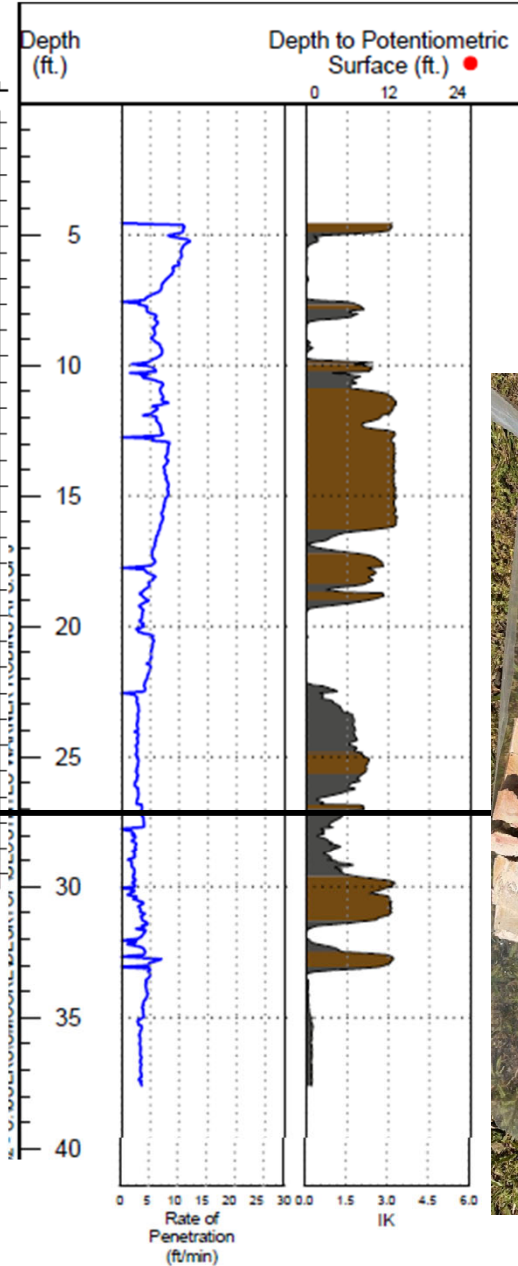 Depth
(ft.)
Depth to Potentiometric
Surface (ft.)
0 12 24
5
10
15
20
25
30
35
40
0 5 10 15 20 25 30
Rate of
Penetration
(ft/min)
0.0 1.5 3.0 4.5 6.0
IK